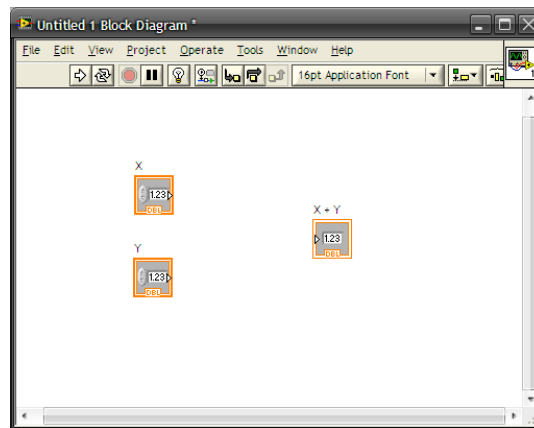 Untitled 1 Block Diagram *
File Edit View Project Operate Tools Window Help
16pt Application Font
1
X
1.23
DBL
X + Y
1.23
DBL
Y
1.23
DBL